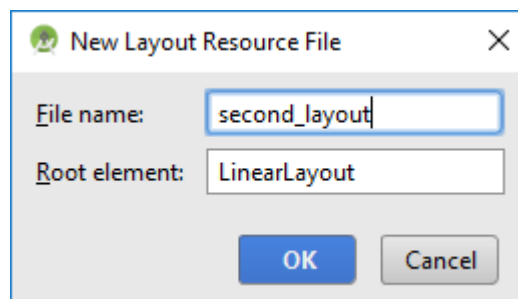 New Layout Resource File
File name: second_layout
Root element: LinearLayout
OK Cancel